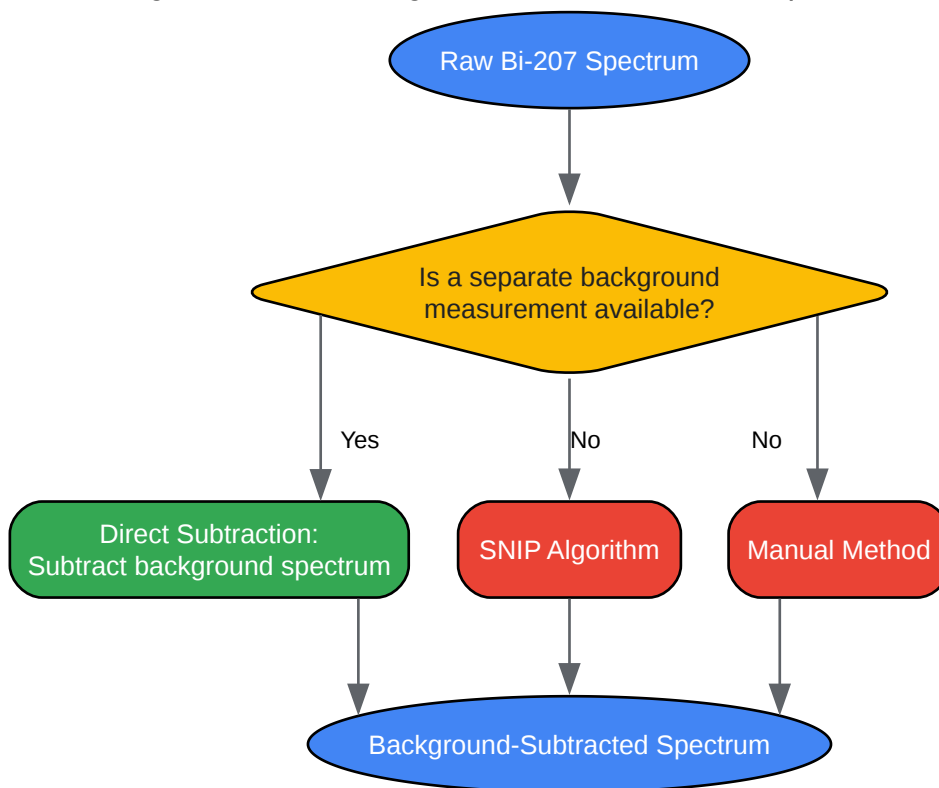 Raw Bi-207 Spectrum
Is a separate background
measurement available?
Yes
No
No
Direct Subtraction:
Subtract background spectrum
SNIP Algorithm
Manual Method
Background-Subtracted Spectrum